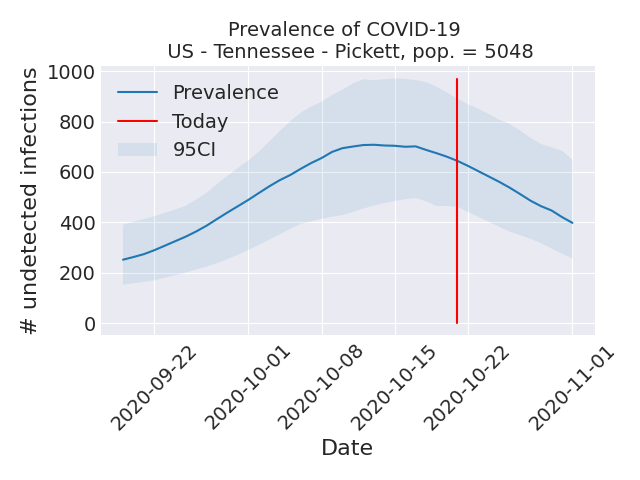 Prevalence of COVID-19
US - Tennessee - Pickett, pop. = 5048
1000
800
600
400
200
0
# undetected infections
Prevalence
Today
95CI
2020-09-22
2020-10-01
2020-10-08
2020-10-15
2020-10-22
2020-11-01
Date